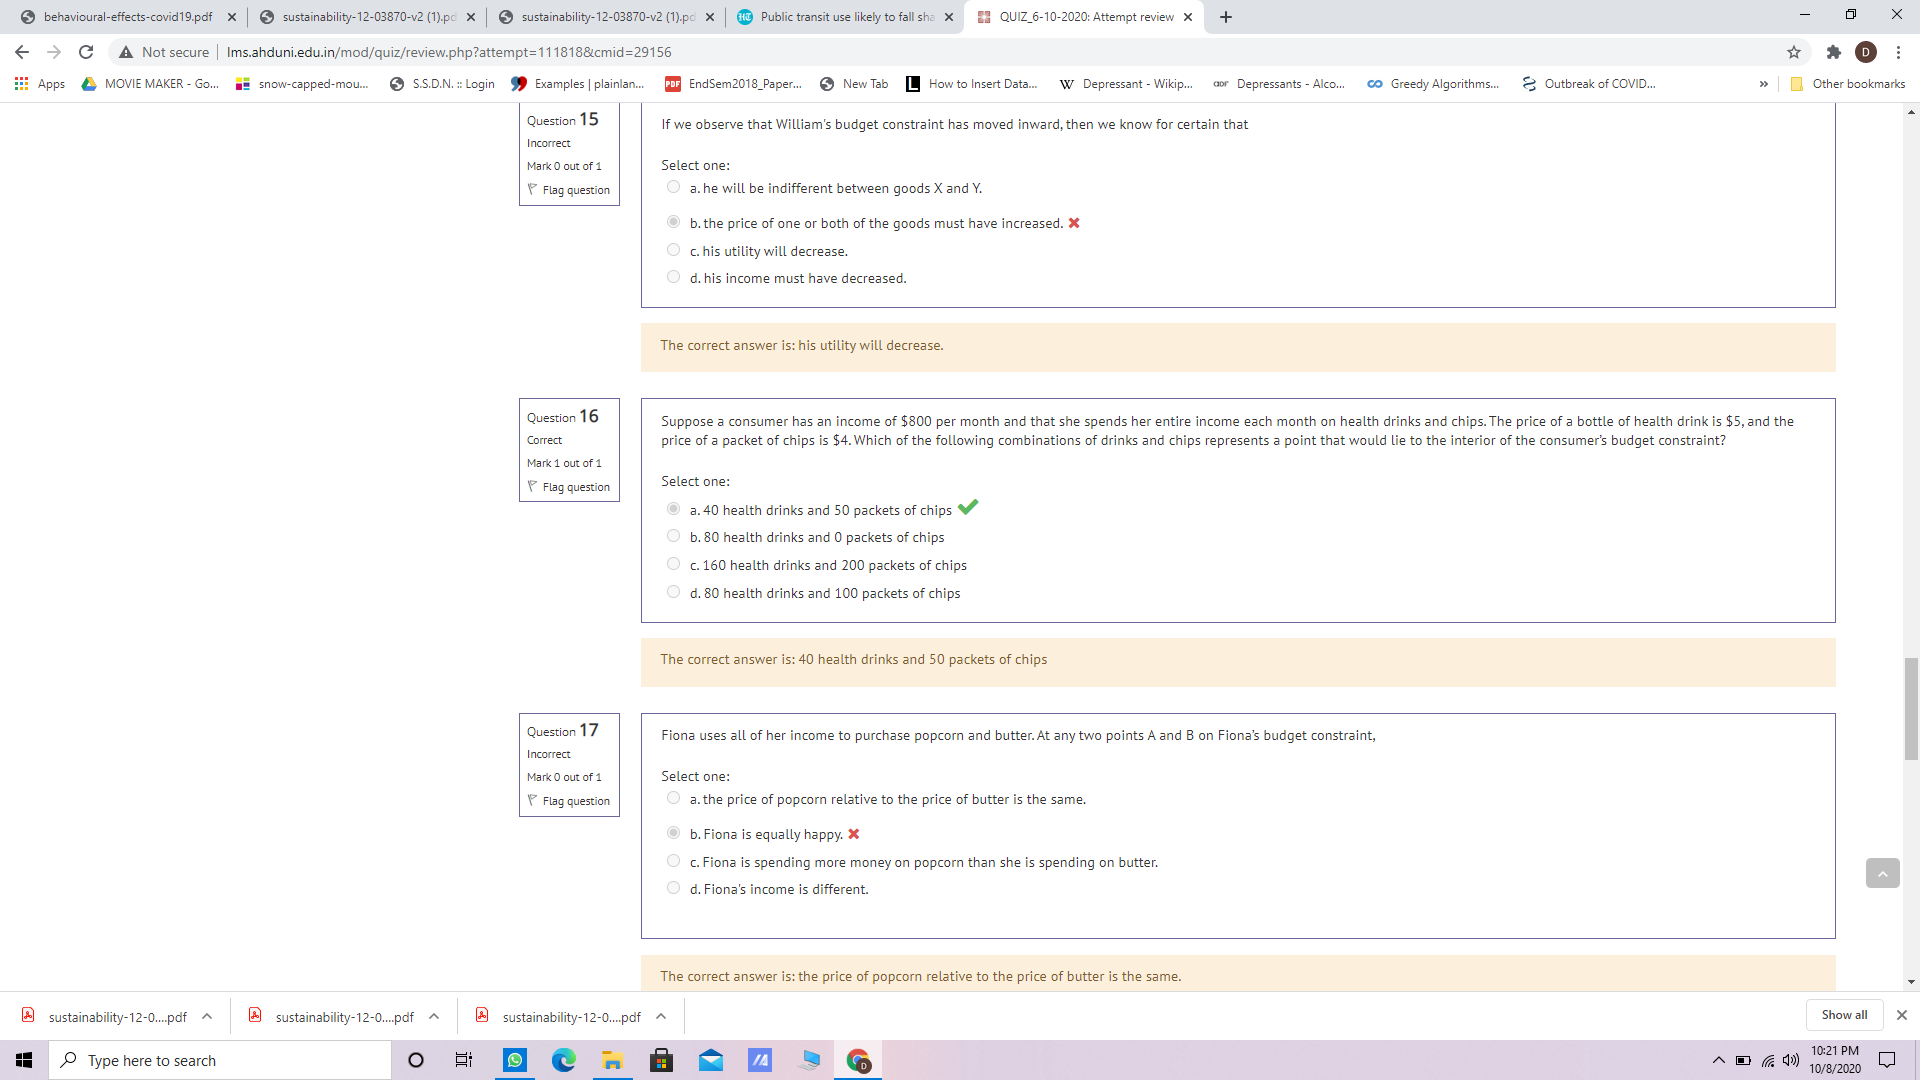 behavioural-effects-covid19.pdf
sustainability-12-03870-v2 (1).pd
sustainability-12-03870-v2 (1).pd
Public transit use likely to fall sha
QUIZ_6-10-2020: Attempt review
Not secure
lms.ahduni.edu.in/mod/quiz/review.php?attempt=111818&cmid=29156
D
Apps
MOVIE MAKER - Go...
snow-capped-mou...
S.S.D.N. :: Login
Examples | plainlan...
PDF
EndSem2018_Paper...
New Tab
L
How to Insert Data...
W
Depressant - Wikip...
Depressants - Alco...
Greedy Algorithms...
Outbreak of COVID...
»
Other bookmarks
Question 15
Incorrect
Mark 0 out of 1
Flag question
If we observe that William's budget constraint has moved inward, then we know for certain that
Select one:
a. he will be indifferent between goods X and Y.
b. the price of one or both of the goods must have increased.
c. his utility will decrease.
d. his income must have decreased.
The correct answer is: his utility will decrease.
Question 16
Correct
Mark 1 out of 1
Flag question
Suppose a consumer has an income of $800 per month and that she spends her entire income each month on health drinks and chips. The price of a bottle of health drink is $5, and the
price of a packet of chips is $4. Which of the following combinations of drinks and chips represents a point that would lie to the interior of the consumer's budget constraint?
Select one:
a. 40 health drinks and 50 packets of chips
b. 80 health drinks and 0 packets of chips
c. 160 health drinks and 200 packets of chips
d. 80 health drinks and 100 packets of chips
The correct answer is: 40 health drinks and 50 packets of chips
Question 17
Incorrect
Mark 0 out of 1
Flag question
Fiona uses all of her income to purchase popcorn and butter. At any two points A and B on Fiona's budget constraint,
Select one:
a. the price of popcorn relative to the price of butter is the same.
b. Fiona is equally happy.
c. Fiona is spending more money on popcorn than she is spending on butter.
d. Fiona's income is different.
The correct answer is: the price of popcorn relative to the price of butter is the same.
sustainability-12-0....pdf
sustainability-12-0....pdf
sustainability-12-0....pdf
Show all
Type here to search
D
10:21 PM
10/8/2020